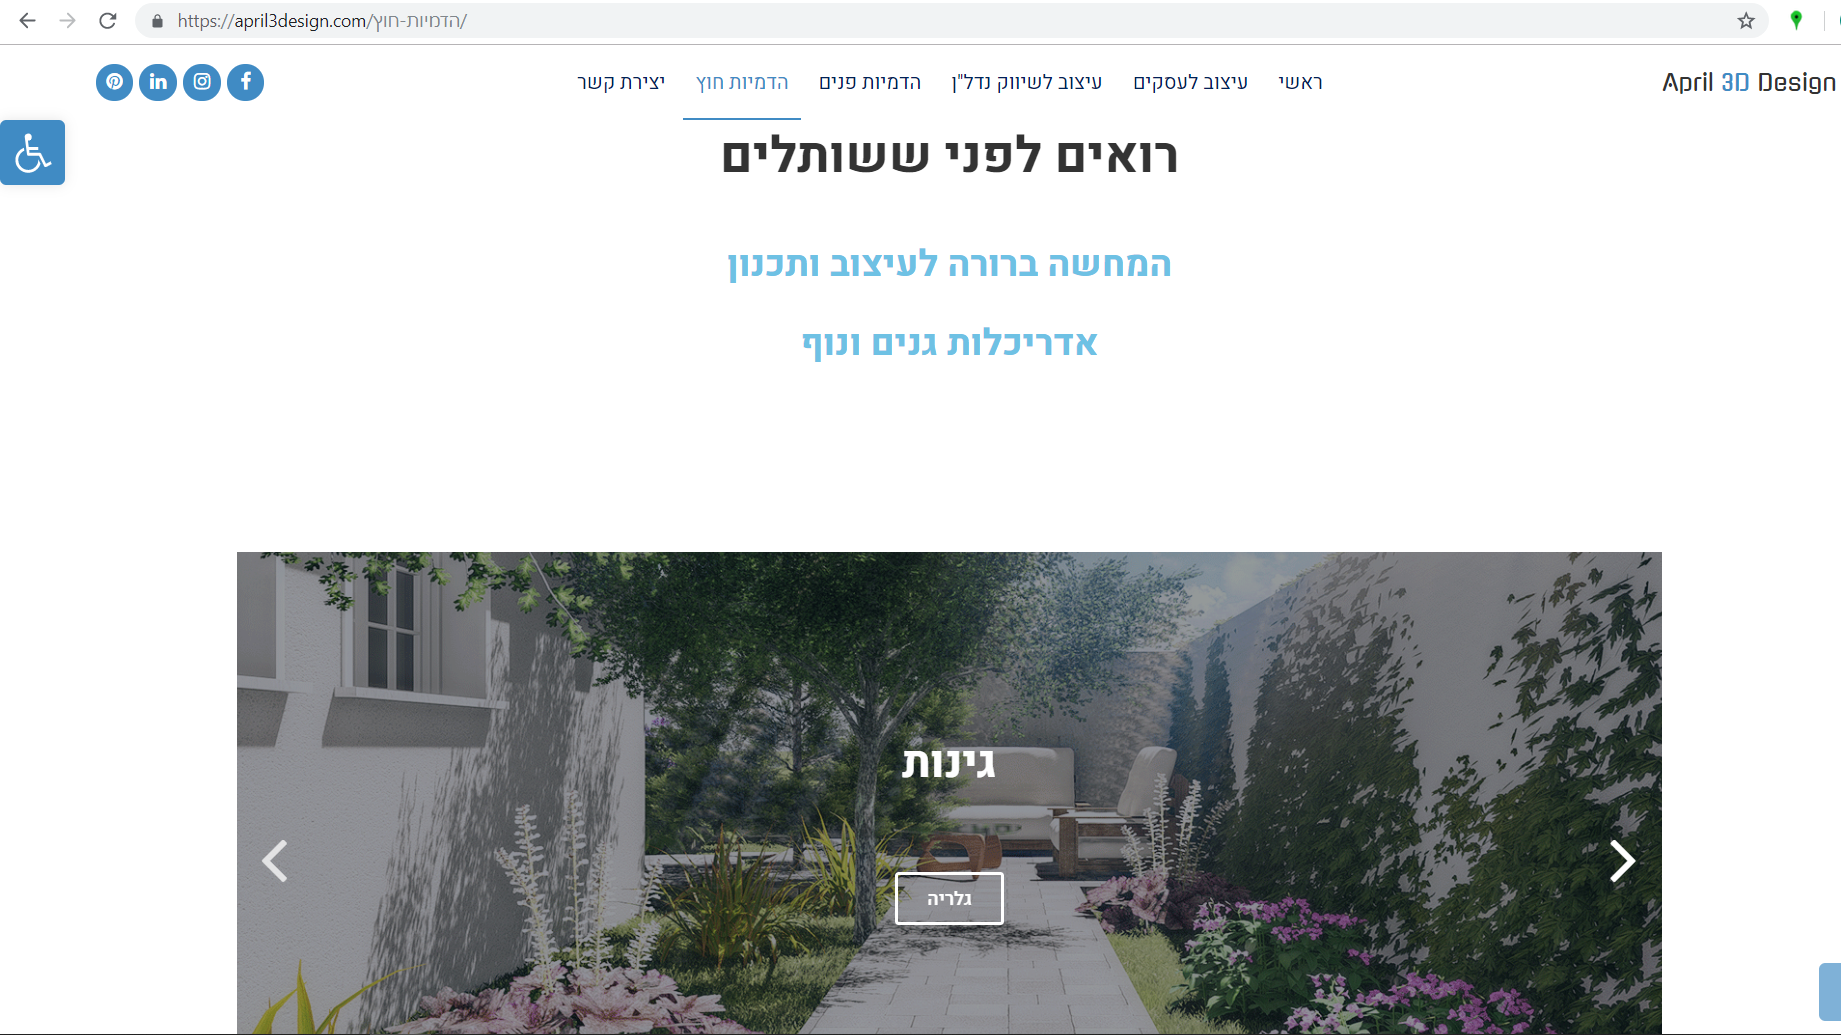 https://april3design.com/הדמיות-חוץ/
April 3D Design
ראשי
עיצוב לעסקים
עיצוב לשיווק נדל"ן
הדמיות פנים
הדמיות חוץ
יצירת קשר
רואים לפני ששותלים
המחשה ברורה לעיצוב ותכנון
אדריכלות גנים ונוף
גינות
גלריה